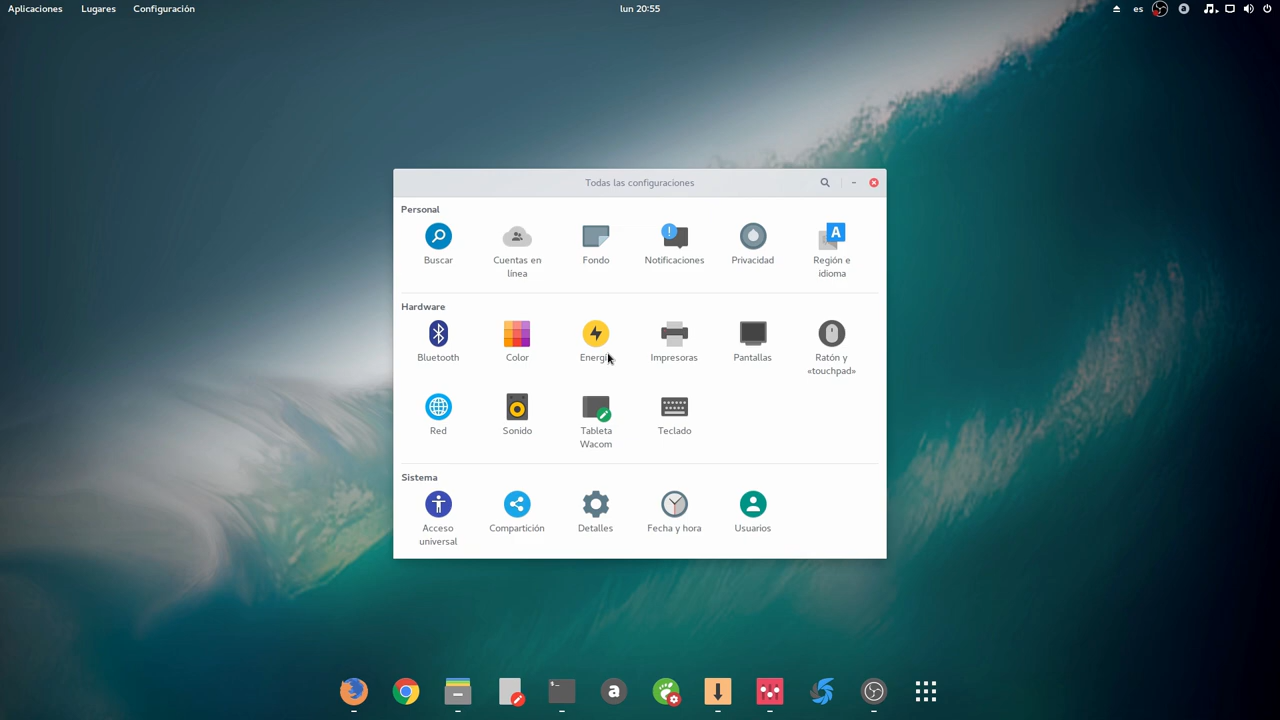 Aplicaciones Lugares Configuración lun 20:55 es
Todas las configuraciones
Personal
Buscar
Cuentas en
línea
Fondo
Notificaciones
Privacidad
Región e
idioma
Hardware
Bluetooth
Color
Energía
Impresoras
Pantallas
Ratón y
«touchpad»
Red
Sonido
Tableta
Wacom
Teclado
Sistema
Acceso
universal
Compartición
Detalles
Fecha y hora
Usuarios